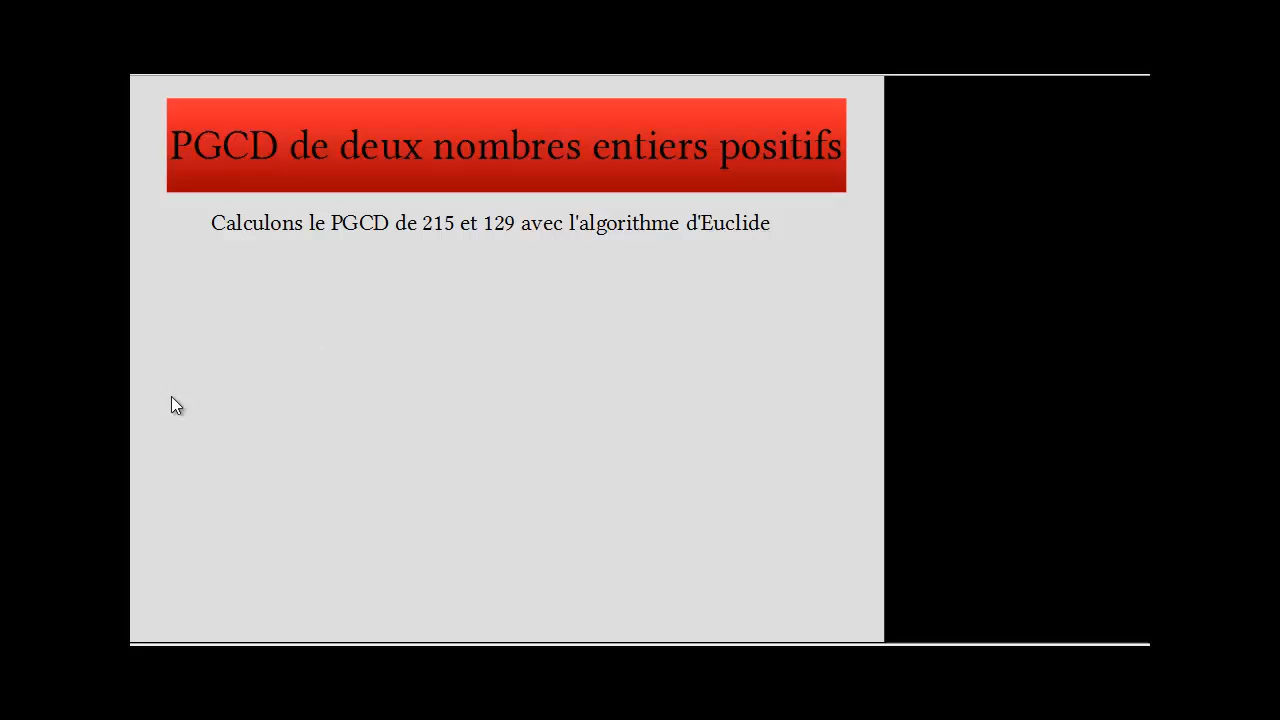 PGCD de deux nombres entiers positifs
Calculons le PGCD de 215 et 129 avec l'algorithme d'Euclide